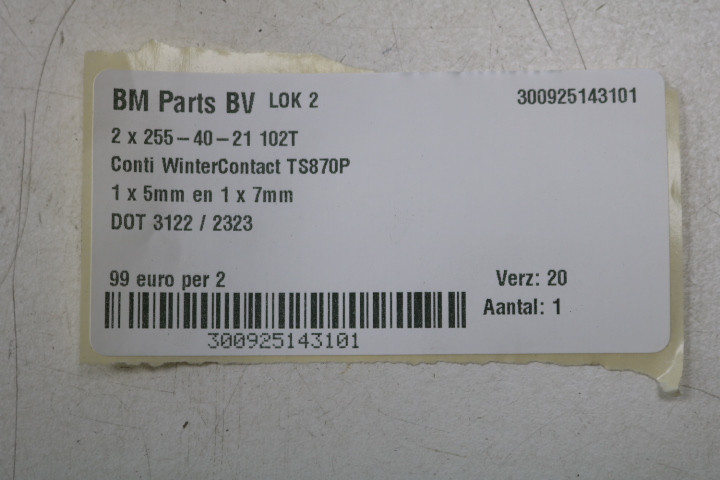 BM Parts BV LOK 2 300925143101
2 x 255-40-21 102T
Conti WinterContact TS870P
1 x 5mm en 1 x 7mm
DOT 3122 / 2323
99 euro per 2 Verz: 20
Aantal: 1
300925143101